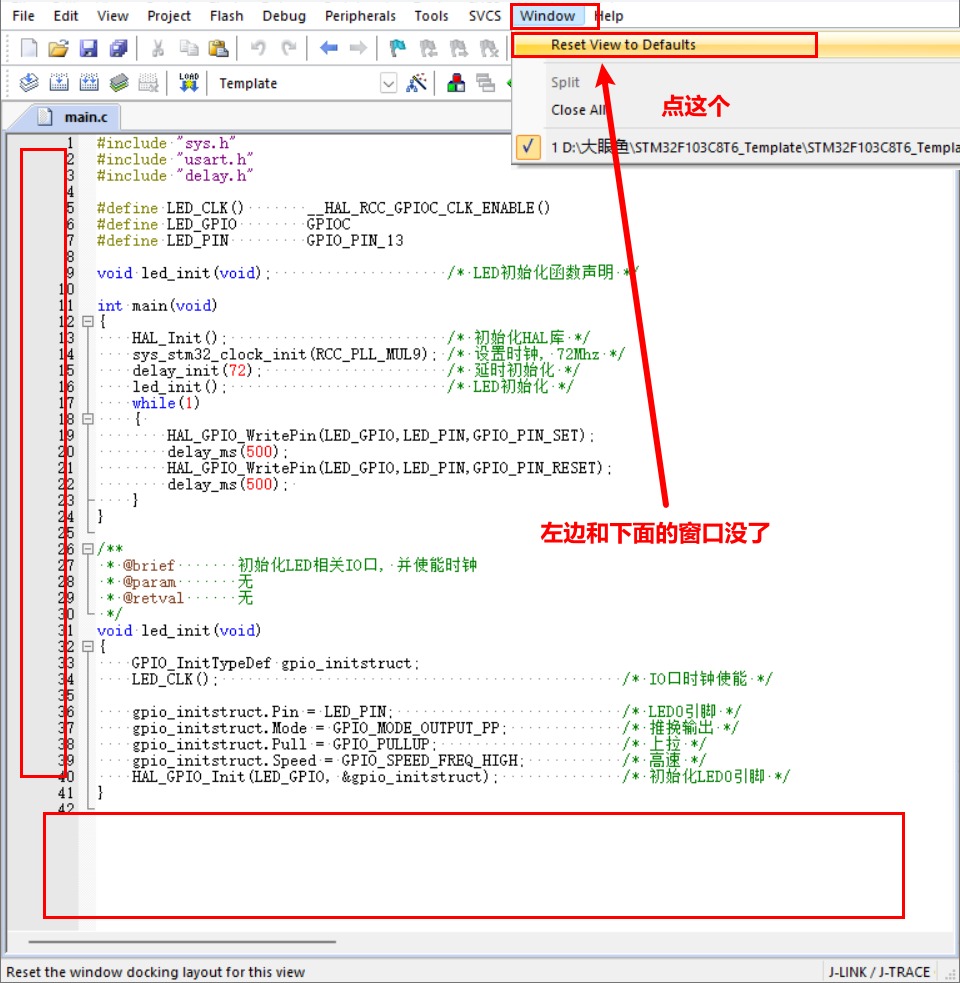 File Edit View Project Flash Debug Peripherals Tools SVCS Window Help
Reset View to Defaults
LOAD Template
Split
点这个
Close All
main.c
1 D:\大眼鱼\STM32F103C8T6_Template\STM32F103C8T6_Templa
1 #include "sys.h"
2 #include "usart.h"
3 #include "delay.h"
4
5 #define LED_CLK() __HAL_RCC_GPIOC_CLK_ENABLE()
6 #define LED_GPIO GPIOC
7 #define LED_PIN GPIO_PIN_13
8
9 void led_init(void); /* LED初始化函数声明 */
10
11 int main(void)
12 {
13 HAL_Init(); /* 初始化HAL库 */
14 sys_stm32_clock_init(RCC_PLL_MUL9); /* 设置时钟, 72Mhz */
15 delay_init(72); /* 延时初始化 */
16 led_init(); /* LED初始化 */
17 while(1)
18 {
19 HAL_GPIO_WritePin(LED_GPIO,LED_PIN,GPIO_PIN_SET);
20 delay_ms(500);
21 HAL_GPIO_WritePin(LED_GPIO,LED_PIN,GPIO_PIN_RESET);
22 delay_ms(500);
23 }
24 }
25
左边和下面的窗口没了
26 /**
27 * @brief 初始化LED相关IO口, 并使能时钟
28 * @param 无
29 * @retval 无
30 */
31 void led_init(void)
32 {
33 GPIO_InitTypeDef gpio_initstruct;
34 LED_CLK(); /* IO口时钟使能 */
35
36 gpio_initstruct.Pin = LED_PIN; /* LED0引脚 */
37 gpio_initstruct.Mode = GPIO_MODE_OUTPUT_PP; /* 推挽输出 */
38 gpio_initstruct.Pull = GPIO_PULLUP; /* 上拉 */
39 gpio_initstruct.Speed = GPIO_SPEED_FREQ_HIGH; /* 高速 */
40 HAL_GPIO_Init(LED_GPIO, &gpio_initstruct); /* 初始化LED0引脚 */
41 }
42
Reset the window docking layout for this view J-LINK / J-TRACE